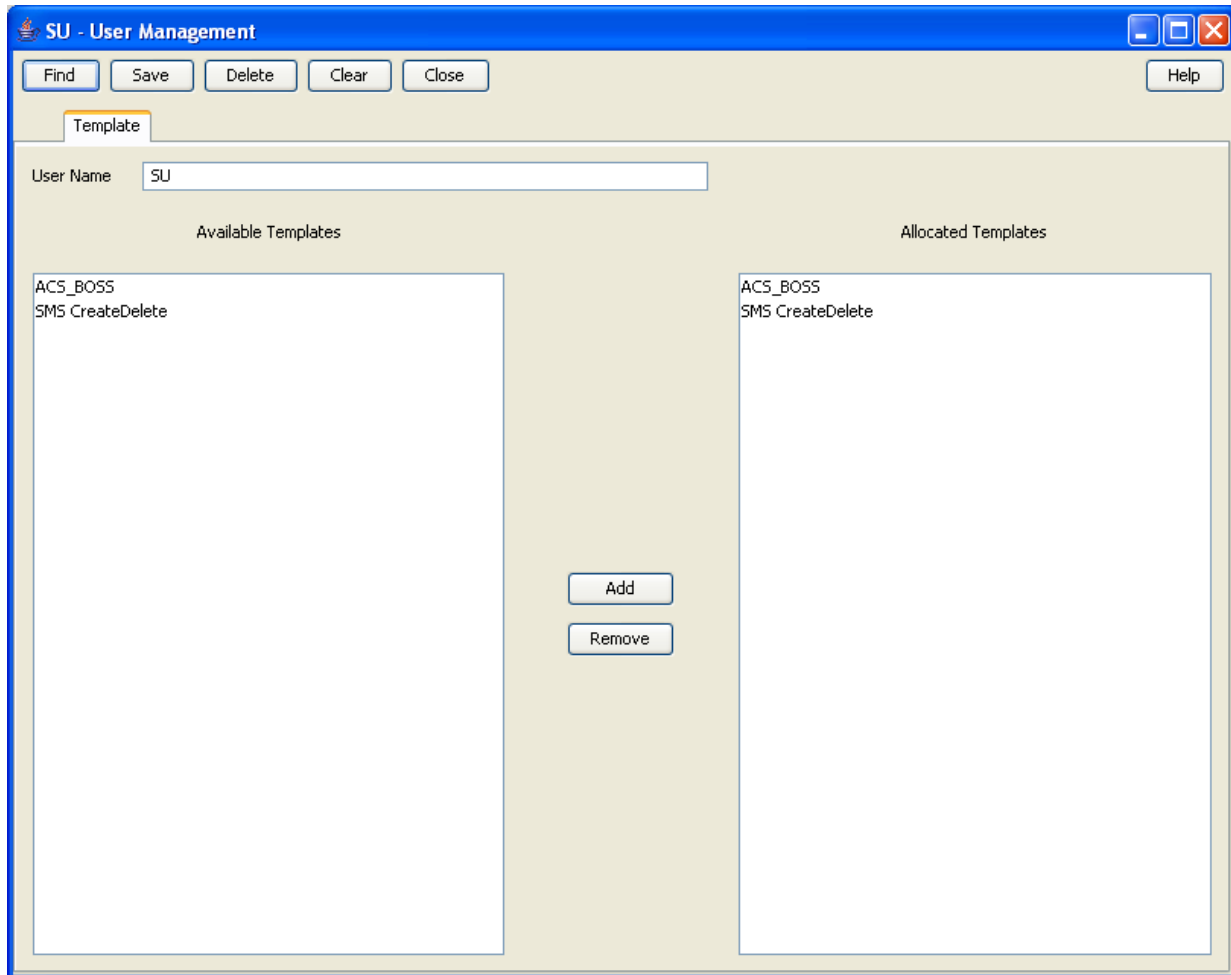 SU - User Management
Find Save Delete Clear Close Help
Template
User Name SU
Available Templates Allocated Templates
ACS_BOSS ACS_BOSS
SMS CreateDelete SMS CreateDelete
Add
Remove